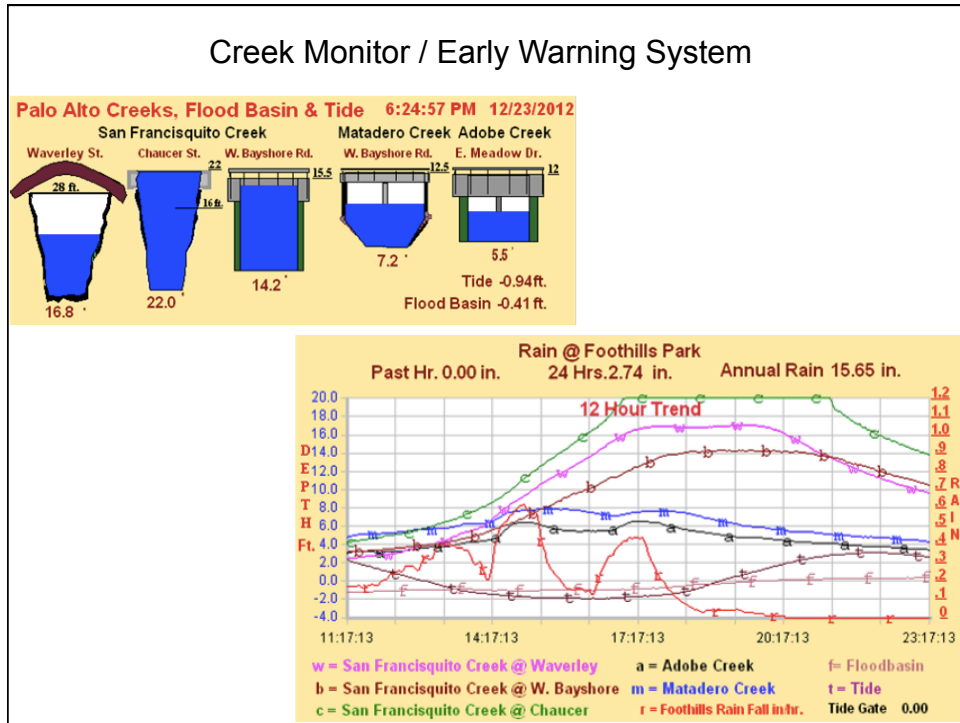 Creek Monitor / Early Warning System
Palo Alto Creeks, Flood Basin & Tide 6:24:57 PM 12/23/2012
San Francisquito Creek Matadero Creek Adobe Creek
Waverley St. Chaucer St. W. Bayshore Rd. W. Bayshore Rd. E. Meadow Dr.
28 ft. 22 15.5 12.5 12
16 ft.
16.8 ' 22.0 ' 14.2 ' 7.2 ' 5.5 '
Tide -0.94ft.
Flood Basin -0.41ft.
Rain @ Foothills Park
Past Hr. 0.00 in. 24 Hrs.2.74 in. Annual Rain 15.65 in.
12 Hour Trend
DEPTH Ft.
20.0
18.0
16.0
14.0
12.0
10.0
8.0
6.0
4.0
2.0
0.0
-2.0
-4.0
1.2
1.1
1.0
.9
.8
.7
.6
.5
.4
.3
.2
.1
0
RAIN
11:17:13 14:17:13 17:17:13 20:17:13 23:17:13
w = San Francisquito Creek @ Waverley a = Adobe Creek f= Floodbasin
b = San Francisquito Creek @ W. Bayshore m = Matadero Creek t = Tide
c = San Francisquito Creek @ Chaucer r = Foothills Rain Fall in/hr. Tide Gate 0.00